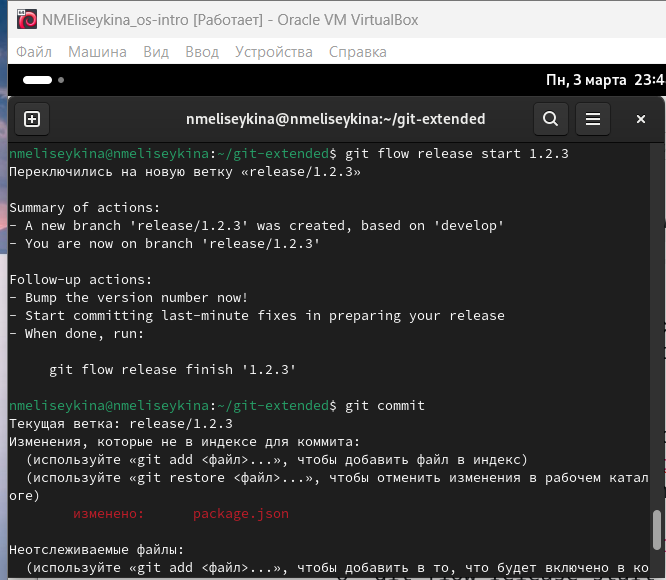 NMEliseykina_os-intro [Работает] - Oracle VM VirtualBox
Файл Машина Вид Ввод Устройства Справка
Пн, 3 марта 23:4
nmeliseykina@nmeliseykina:~/git-extended
nmeliseykina@nmeliseykina:~/git-extended$ git flow release start 1.2.3
Переключились на новую ветку «release/1.2.3»
Summary of actions:
- A new branch 'release/1.2.3' was created, based on 'develop'
- You are now on branch 'release/1.2.3'
Follow-up actions:
- Bump the version number now!
- Start committing last-minute fixes in preparing your release
- When done, run:
git flow release finish '1.2.3'
nmeliseykina@nmeliseykina:~/git-extended$ git commit
Текущая ветка: release/1.2.3
Изменения, которые не в индексе для коммита:
(используйте «git add <файл>...», чтобы добавить файл в индекс)
(используйте «git restore <файл>...», чтобы отменить изменения в рабочем катал
оге)
изменено: package.json
Неотслеживаемые файлы:
(используйте «git add <файл>...», чтобы добавить в то, что будет включено в ко